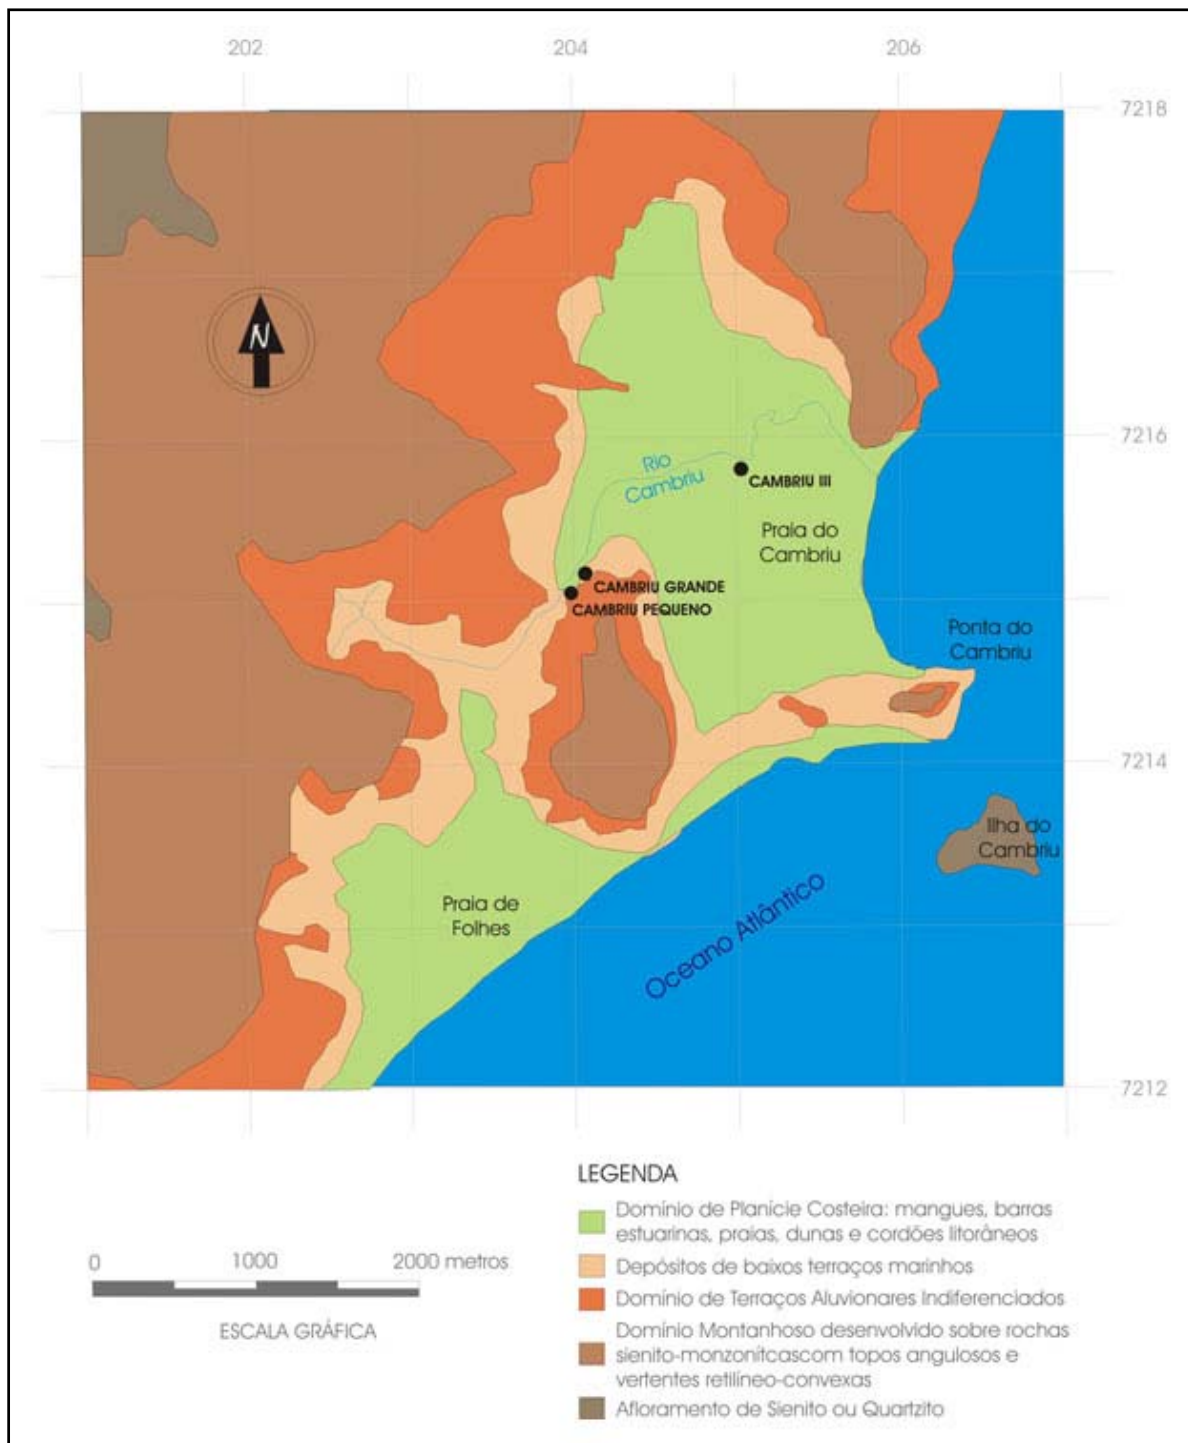 202 204 206
7218
N
7216
Rio
Cambriu
CAMBRIU III
Praia do
Cambriu
CAMBRIU GRANDE
CAMBRIU PEQUENO
Ponta do
Cambriu
7214
Ilha do
Cambriu
Praia de
Folhes
Oceano Atlântico
7212
LEGENDA
Domínio de Planície Costeira: mangues, barras
estuarinas, praias, dunas e cordões litorâneos
Depósitos de baixos terraços marinhos
Domínio de Terraços Aluvionares Indiferenciados
Domínio Montanhoso desenvolvido sobre rochas
sienito-monzonítcascom topos angulosos e
vertentes retilíneo-convexas
Afloramento de Sienito ou Quartzito
0 1000 2000 metros
ESCALA GRÁFICA